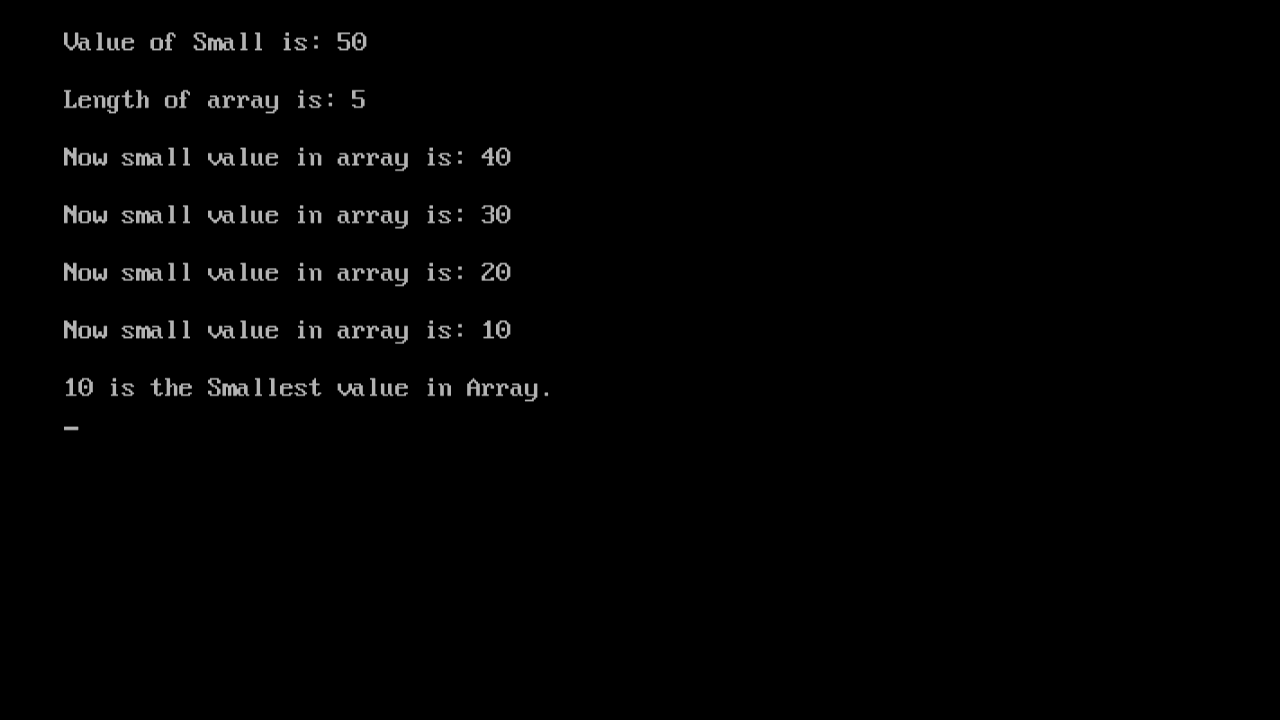 Value of Small is: 50
Length of array is: 5
Now small value in array is: 40
Now small value in array is: 30
Now small value in array is: 20
Now small value in array is: 10
10 is the Smallest value in Array.
_